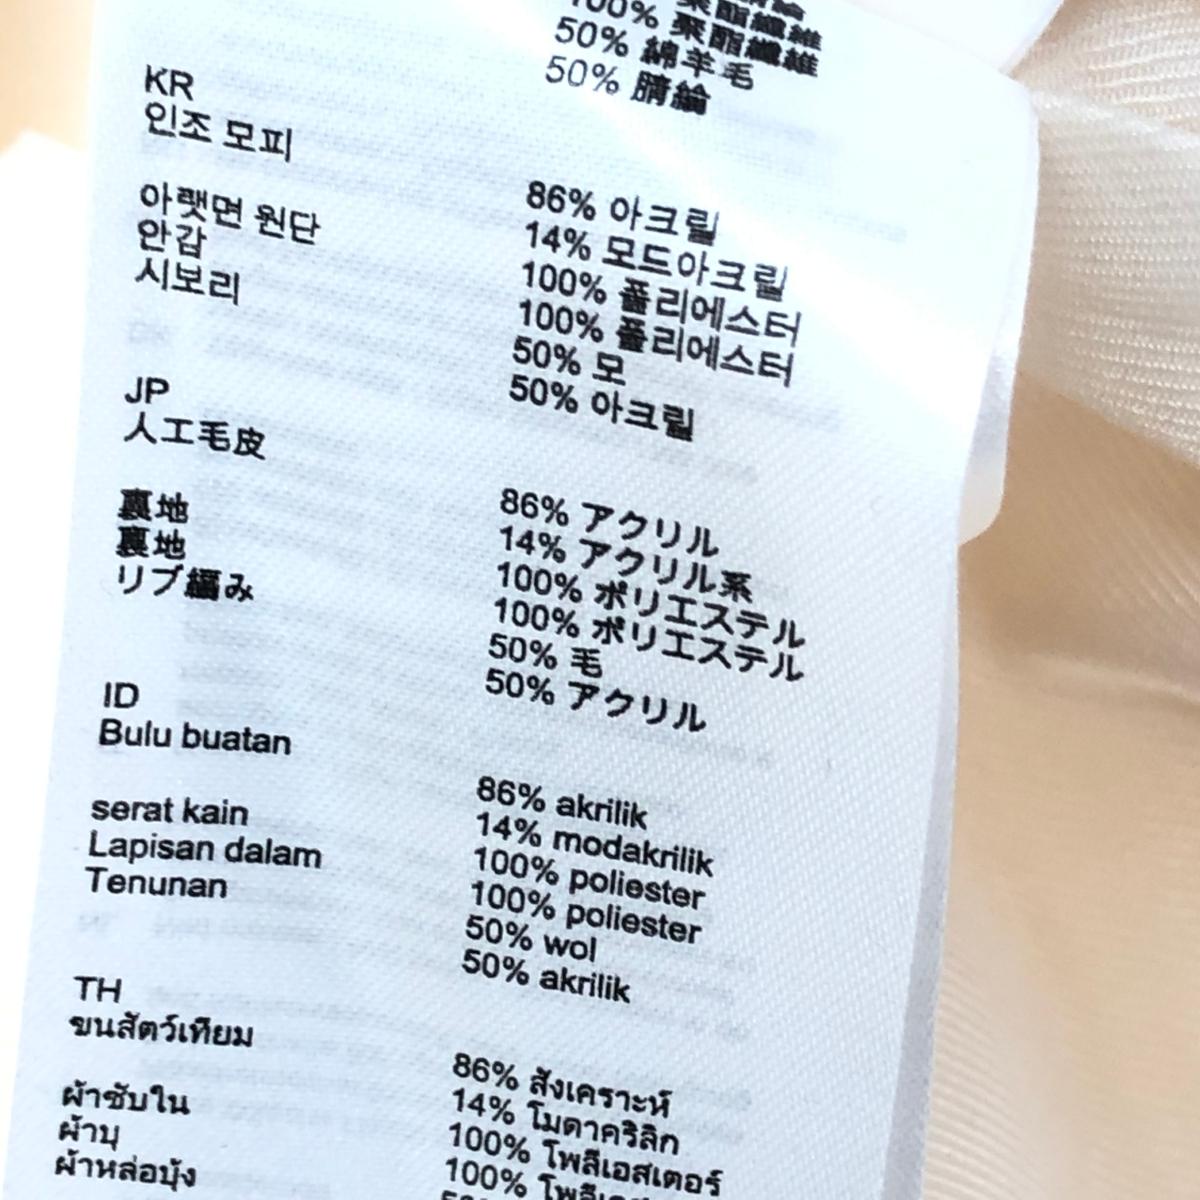 100% 聚酯纖維
100% 聚酯纖維
50% 綿羊毛
50% 腈綸
KR
인조 모피
86% 아크릴
14% 모드아크릴
아랫면 원단 100% 폴리에스터
안감 100% 폴리에스터
시보리 50% 모
50% 아크릴
JP
人工毛皮
86% アクリル
14% アクリル系
裏地 100% ポリエステル
裏地 100% ポリエステル
リブ編み 50% 毛
50% アクリル
ID
Bulu buatan
86% akrilik
14% modakrilik
serat kain 100% poliester
Lapisan dalam 100% poliester
Tenunan 50% wol
50% akrilik
TH
ขนสัตว์เทียม
86% สังเคราะห์
14% โมดาคริลิก
ผ้าซับใน 100% โพลีเอสเตอร์
ผ้าบุ 100%
ผ้าหล่อบุ้ง